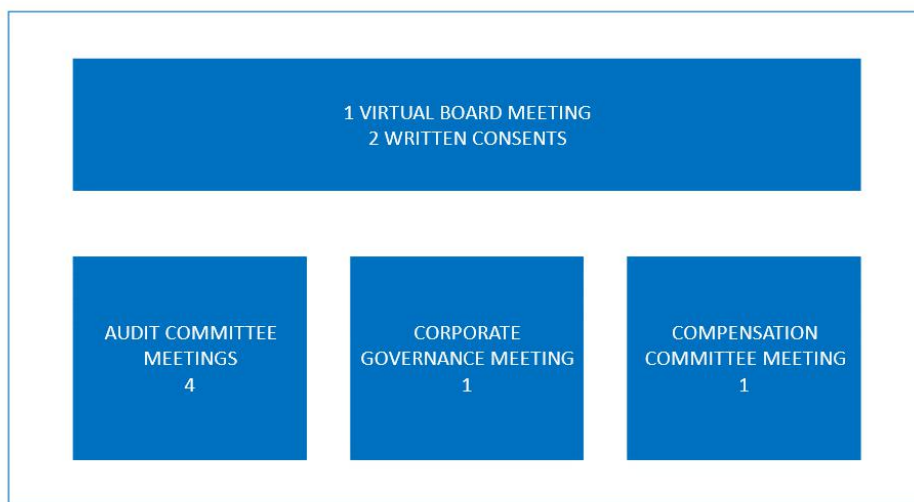 1 VIRTUAL BOARD MEETING
2 WRITTEN CONSENTS
AUDIT COMMITTEE
MEETINGS
4
CORPORATE
GOVERNANCE MEETING
1
COMPENSATION
COMMITTEE MEETING
1